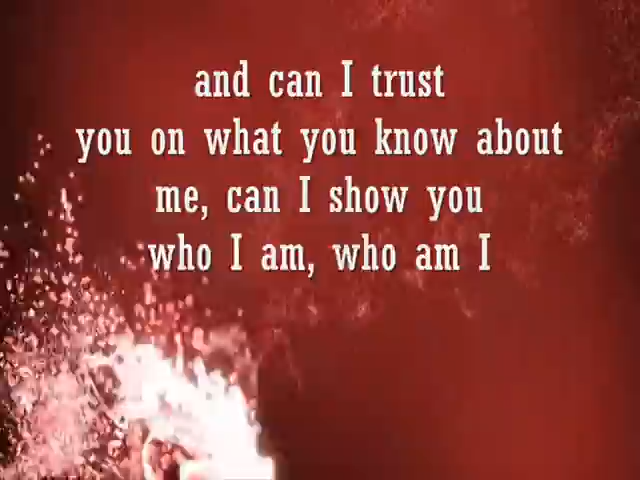 and can I trust
you on what you know about
me, can I show you
who I am, who am I